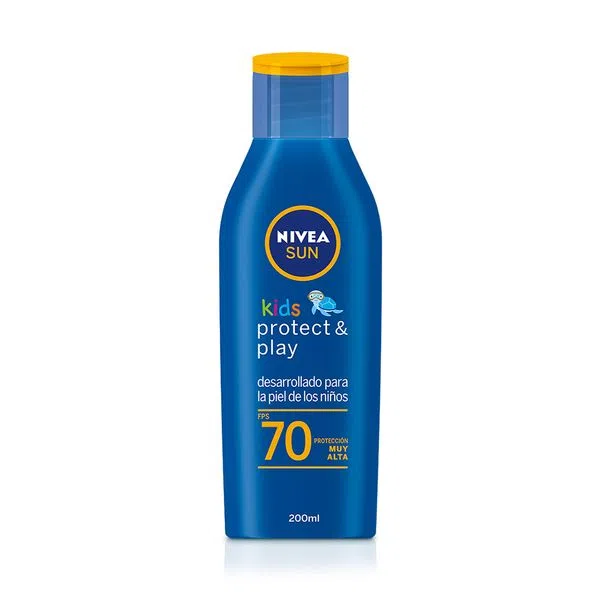 NIVEA
SUN
kids
protect &
play
desarrollado para
la piel de los niños
FPS
70
PROTECCIÓN
MUY
ALTA
200ml